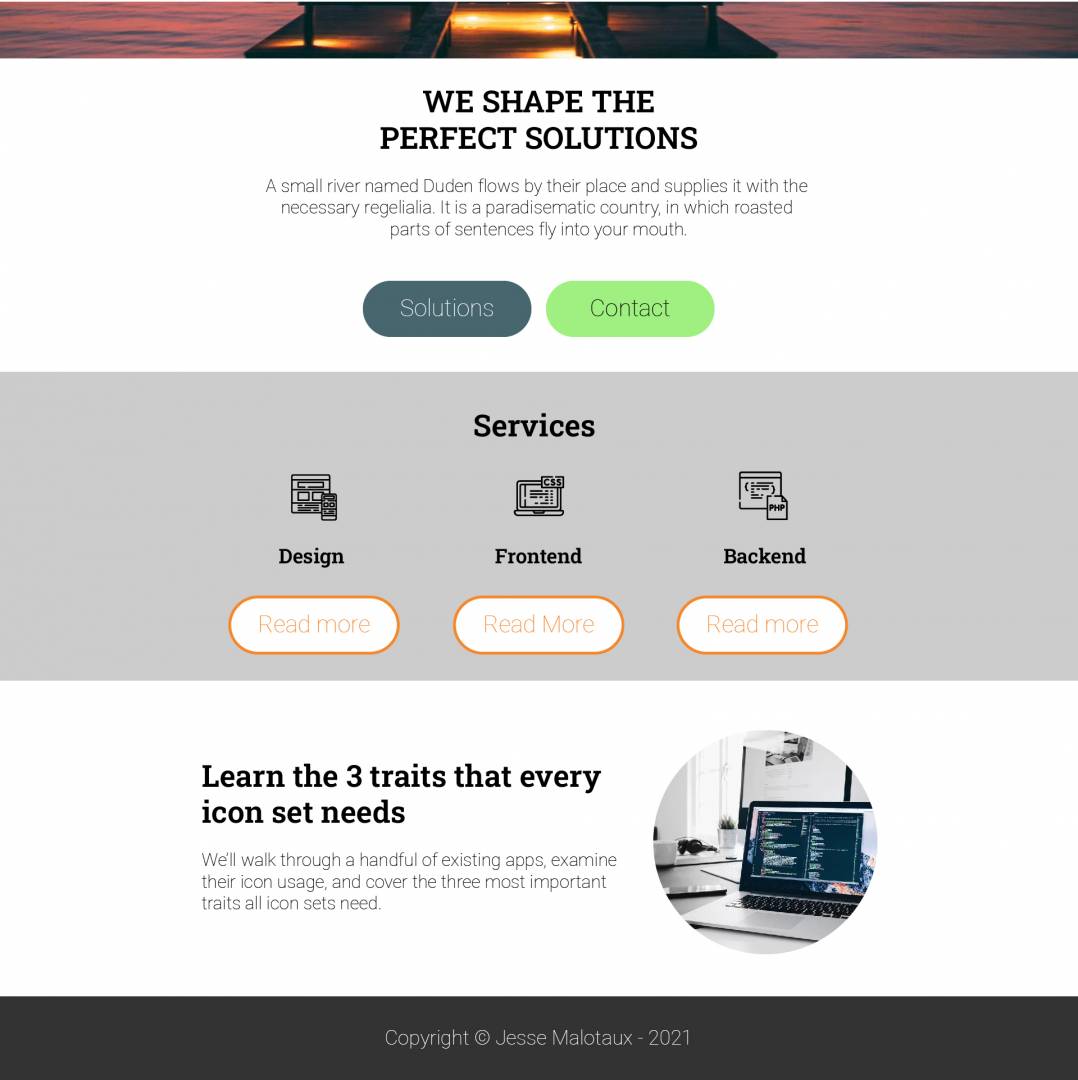 WE SHAPE THE
PERFECT SOLUTIONS
A small river named Duden flows by their place and supplies it with the
necessary regelialia. It is a paradisematic country, in which roasted
parts of sentences fly into your mouth.
Solutions
Contact
Services
CSS
PHP
Design
Frontend
Backend
Read more
Read More
Read more
Learn the 3 traits that every
icon set needs
We'll walk through a handful of existing apps, examine
their icon usage, and cover the three most important
traits all icon sets need.
Copyright © Jesse Malotaux - 2021